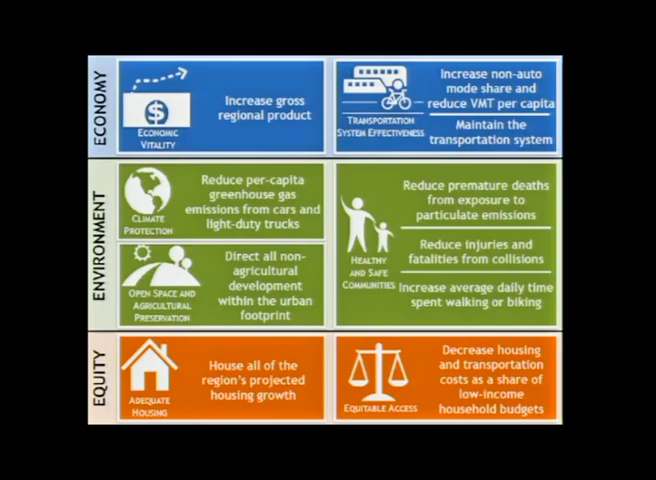 ECONOMY
ECONOMIC
VITALITY
Increase gross
regional product
TRANSPORTATION
SYSTEM EFFECTIVENESS
Increase non-auto
mode share and
reduce VMT per capita
Maintain the
transportation system
ENVIRONMENT
CLIMATE
PROTECTION
Reduce per-capita
greenhouse gas
emissions from cars and
light-duty trucks
OPEN SPACE AND
AGRICULTURAL
PRESERVATION
Direct all non-
agricultural
development
within the urban
footprint
HEALTHY
AND SAFE
COMMUNITIES
Reduce premature deaths
from exposure to
particulate emissions
Reduce injuries and
fatalities from collisions
Increase average daily time
spent walking or biking
EQUITY
ADEQUATE
HOUSING
House all of the
region's projected
housing growth
EQUITABLE ACCESS
Decrease housing
and transportation
costs as a share of
low-income
household budgets